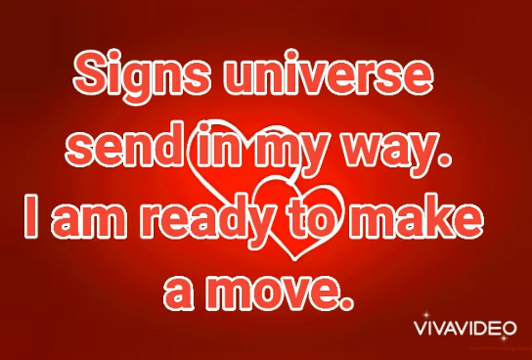 Signs universe
send in my way.
I am ready to make
a move.
VIVAVIDEO